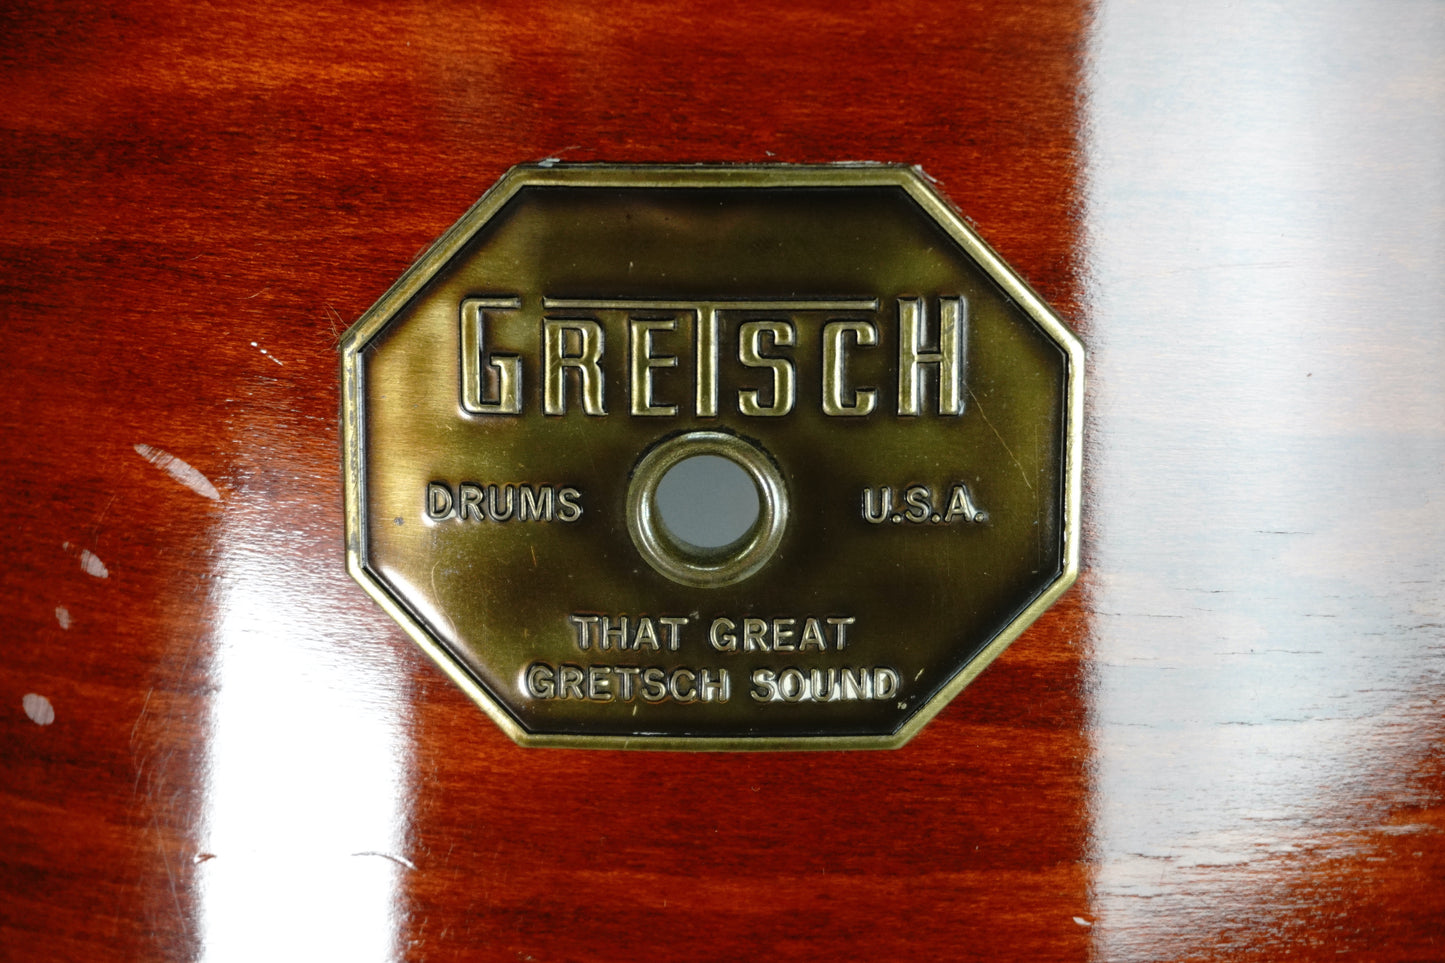 GRETSCH
DRUMS U.S.A.
THAT GREAT
GRETSCH SOUND